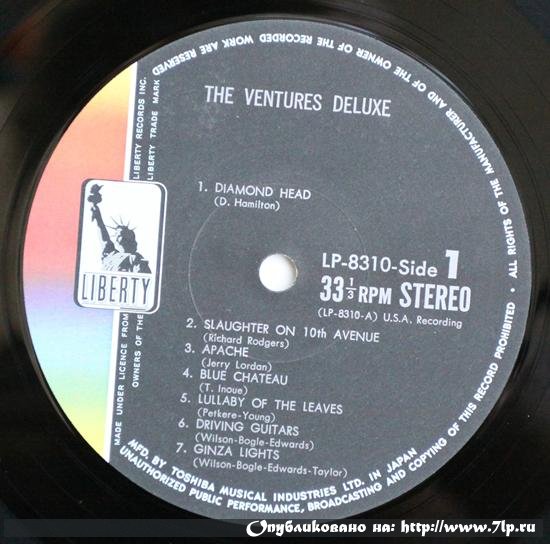 THE VENTURES DELUXE
1. DIAMOND HEAD
(D. Hamilton)
LP-8310-Side 1
33 1/3 RPM STEREO
(LP-8310-A) U.S.A. Recording
2. SLAUGHTER ON 10th AVENUE
(Richard Rodgers)
3. APACHE
(Jerry Lordan)
4. BLUE CHATEAU
(T. Inoue)
5. LULLABY OF THE LEAVES
(Petkere-Young)
6. DRIVING GUITARS
(Wilson-Bogle-Edwards)
7. GINZA LIGHTS
(Wilson-Bogle-Edwards-Taylor)
LIBERTY
MADE UNDER LICENCE FROM LIBERTY RECORDS INC.
OWNERS OF THE LIBERTY TRADE MARK
MFD. BY TOSHIBA MUSICAL INDUSTRIES LTD. IN JAPAN
ALL RIGHTS OF THE MANUFACTURER AND OF THE OWNER OF THE RECORDED WORK ARE RESERVED
UNAUTHORIZED PUBLIC PERFORMANCE, BROADCASTING AND COPYING OF THIS RECORD PROHIBITED •
Опубликовано на: http://www.7lp.ru